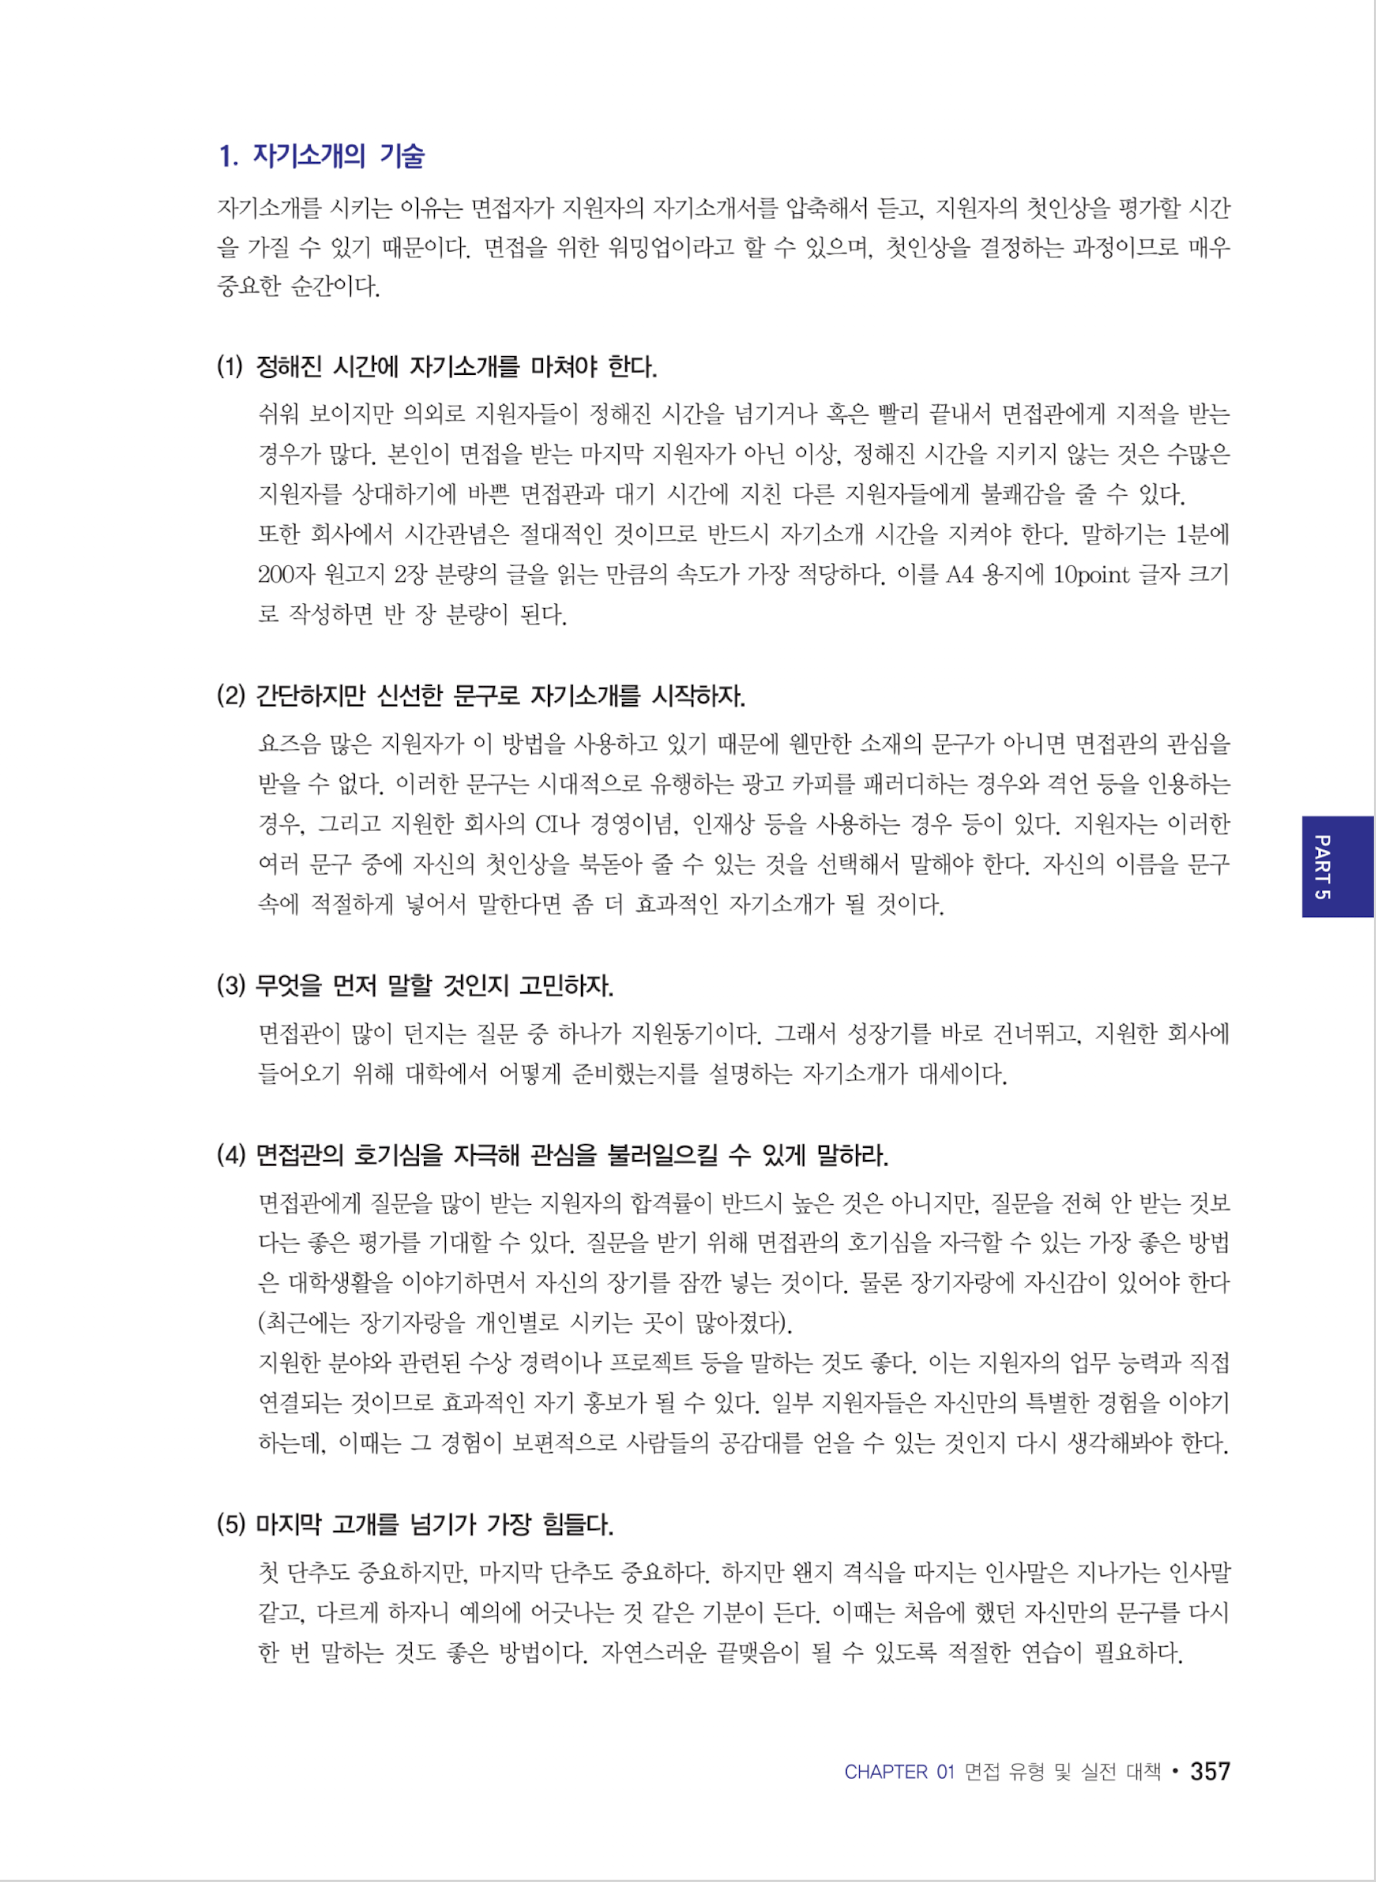 1. 자기소개의 기술
자기소개를 시키는 이유는 면접자가 지원자의 자기소개서를 압축해서 듣고, 지원자의 첫인상을 평가할 시간
을 가질 수 있기 때문이다. 면접을 위한 워밍업이라고 할 수 있으며, 첫인상을 결정하는 과정이므로 매우
중요한 순간이다.
(1) 정해진 시간에 자기소개를 마쳐야 한다.
쉬워 보이지만 의외로 지원자들이 정해진 시간을 넘기거나 혹은 빨리 끝내서 면접관에게 지적을 받는
경우가 많다. 본인이 면접을 받는 마지막 지원자가 아닌 이상, 정해진 시간을 지키지 않는 것은 수많은
지원자를 상대하기에 바쁜 면접관과 대기 시간에 지친 다른 지원자들에게 불쾌감을 줄 수 있다.
또한 회사에서 시간관념은 절대적인 것이므로 반드시 자기소개 시간을 지켜야 한다. 말하기는 1분에
200자 원고지 2장 분량의 글을 읽는 만큼의 속도가 가장 적당하다. 이를 A4 용지에 10point 글자 크기
로 작성하면 반 장 분량이 된다.
(2) 간단하지만 신선한 문구로 자기소개를 시작하자.
요즈음 많은 지원자가 이 방법을 사용하고 있기 때문에 웬만한 소재의 문구가 아니면 면접관의 관심을
받을 수 없다. 이러한 문구는 시대적으로 유행하는 광고 카피를 패러디하는 경우와 격언 등을 인용하는
경우, 그리고 지원한 회사의 CI나 경영이념, 인재상 등을 사용하는 경우 등이 있다. 지원자는 이러한
여러 문구 중에 자신의 첫인상을 북돋아 줄 수 있는 것을 선택해서 말해야 한다. 자신의 이름을 문구
속에 적절하게 넣어서 말한다면 좀 더 효과적인 자기소개가 될 것이다.
PART 5
(3) 무엇을 먼저 말할 것인지 고민하자.
면접관이 많이 던지는 질문 중 하나가 지원동기이다. 그래서 성장기를 바로 건너뛰고, 지원한 회사에
들어오기 위해 대학에서 어떻게 준비했는지를 설명하는 자기소개가 대세이다.
(4) 면접관의 호기심을 자극해 관심을 불러일으킬 수 있게 말하라.
면접관에게 질문을 많이 받는 지원자의 합격률이 반드시 높은 것은 아니지만, 질문을 전혀 안 받는 것보
다는 좋은 평가를 기대할 수 있다. 질문을 받기 위해 면접관의 호기심을 자극할 수 있는 가장 좋은 방법
은 대학생활을 이야기하면서 자신의 장기를 잠깐 넣는 것이다. 물론 장기자랑에 자신감이 있어야 한다
(최근에는 장기자랑을 개인별로 시키는 곳이 많아졌다).
지원한 분야와 관련된 수상 경력이나 프로젝트 등을 말하는 것도 좋다. 이는 지원자의 업무 능력과 직접
연결되는 것이므로 효과적인 자기 홍보가 될 수 있다. 일부 지원자들은 자신만의 특별한 경험을 이야기
하는데, 이때는 그 경험이 보편적으로 사람들의 공감대를 얻을 수 있는 것인지 다시 생각해봐야 한다.
(5) 마지막 고개를 넘기가 가장 힘들다.
첫 단추도 중요하지만, 마지막 단추도 중요하다. 하지만 왠지 격식을 따지는 인사말은 지나가는 인사말
같고, 다르게 하자니 예의에 어긋나는 것 같은 기분이 든다. 이때는 처음에 했던 자신만의 문구를 다시
한 번 말하는 것도 좋은 방법이다. 자연스러운 끝맺음이 될 수 있도록 적절한 연습이 필요하다.
CHAPTER 01 면접 유형 및 실전 대책 • 357